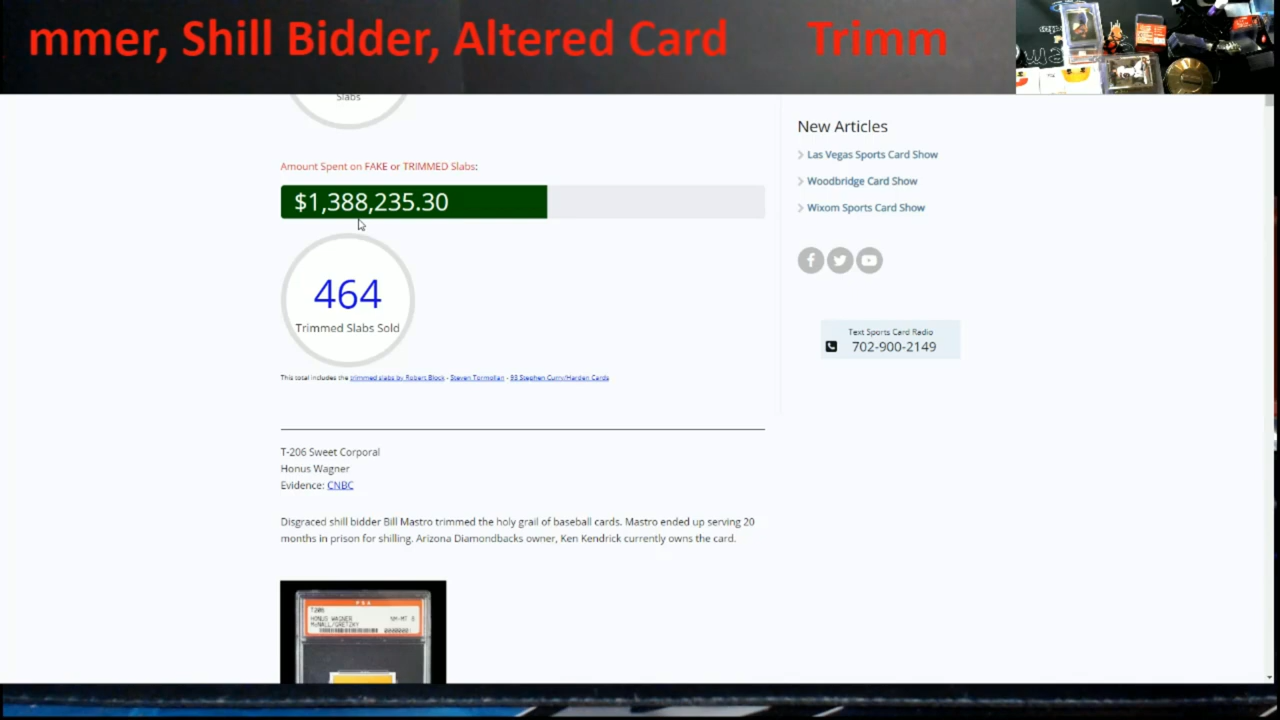 mmer, Shill Bidder, Altered Card Trimm
Slabs
Amount Spent on FAKE or TRIMMED Slabs:
$1,388,235.30
464
Trimmed Slabs Sold
This total includes the trimmed slabs by Robert Block - Steven Tormollan - 93 Stephen Curry/Harden Cards
T-206 Sweet Corporal
Honus Wagner
Evidence: CNBC
Disgraced shill bidder Bill Mastro trimmed the holy grail of baseball cards. Mastro ended up serving 20
months in prison for shilling. Arizona Diamondbacks owner, Ken Kendrick currently owns the card.
PSA
T206
HONUS WAGNER NM-MT 8
McNALL/GRETZKY
New Articles
Las Vegas Sports Card Show
Woodbridge Card Show
Wixom Sports Card Show
Text Sports Card Radio
702-900-2149